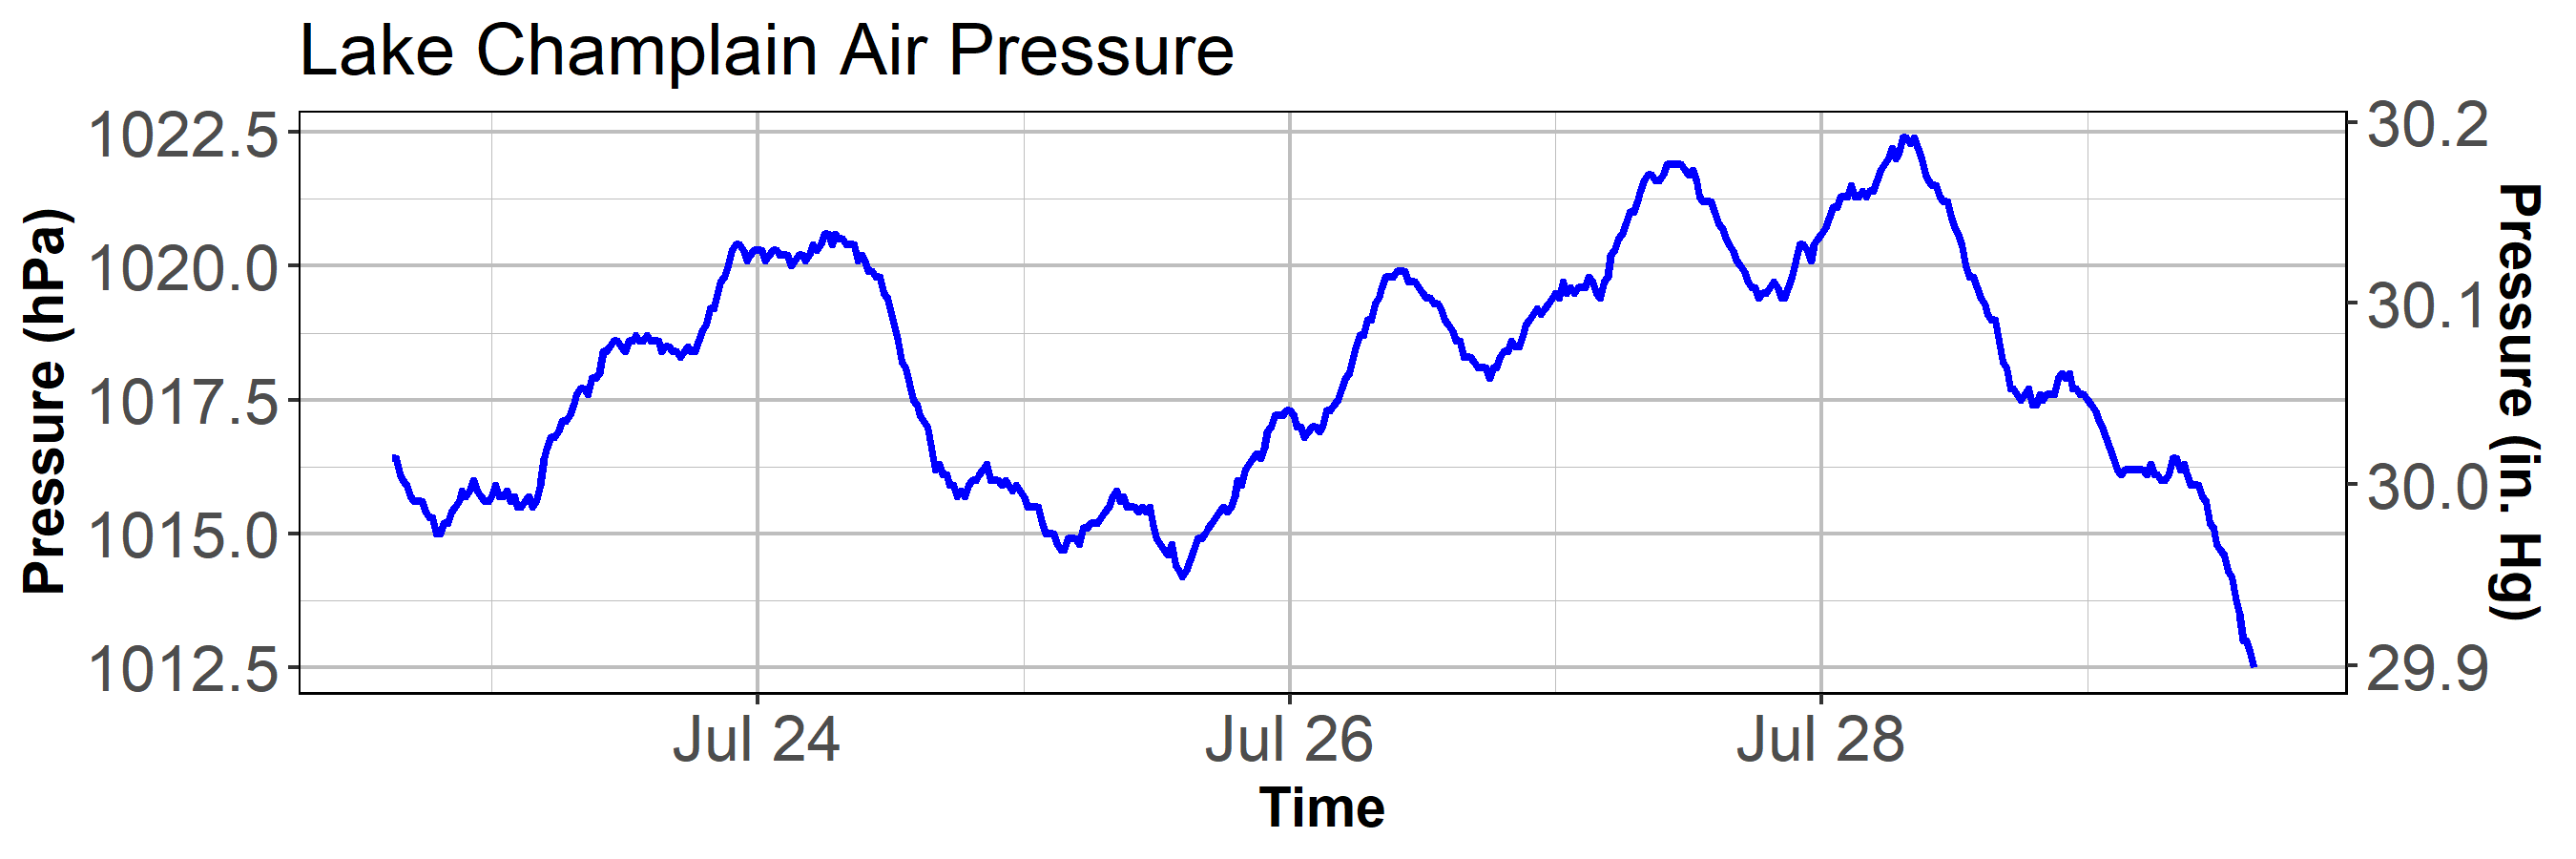 Lake Champlain Air Pressure
Pressure (hPa)
1022.5
1020.0
1017.5
1015.0
1012.5
30.2
30.1
30.0
29.9
Pressure (in. Hg)
Jul 24
Jul 26
Jul 28
Time